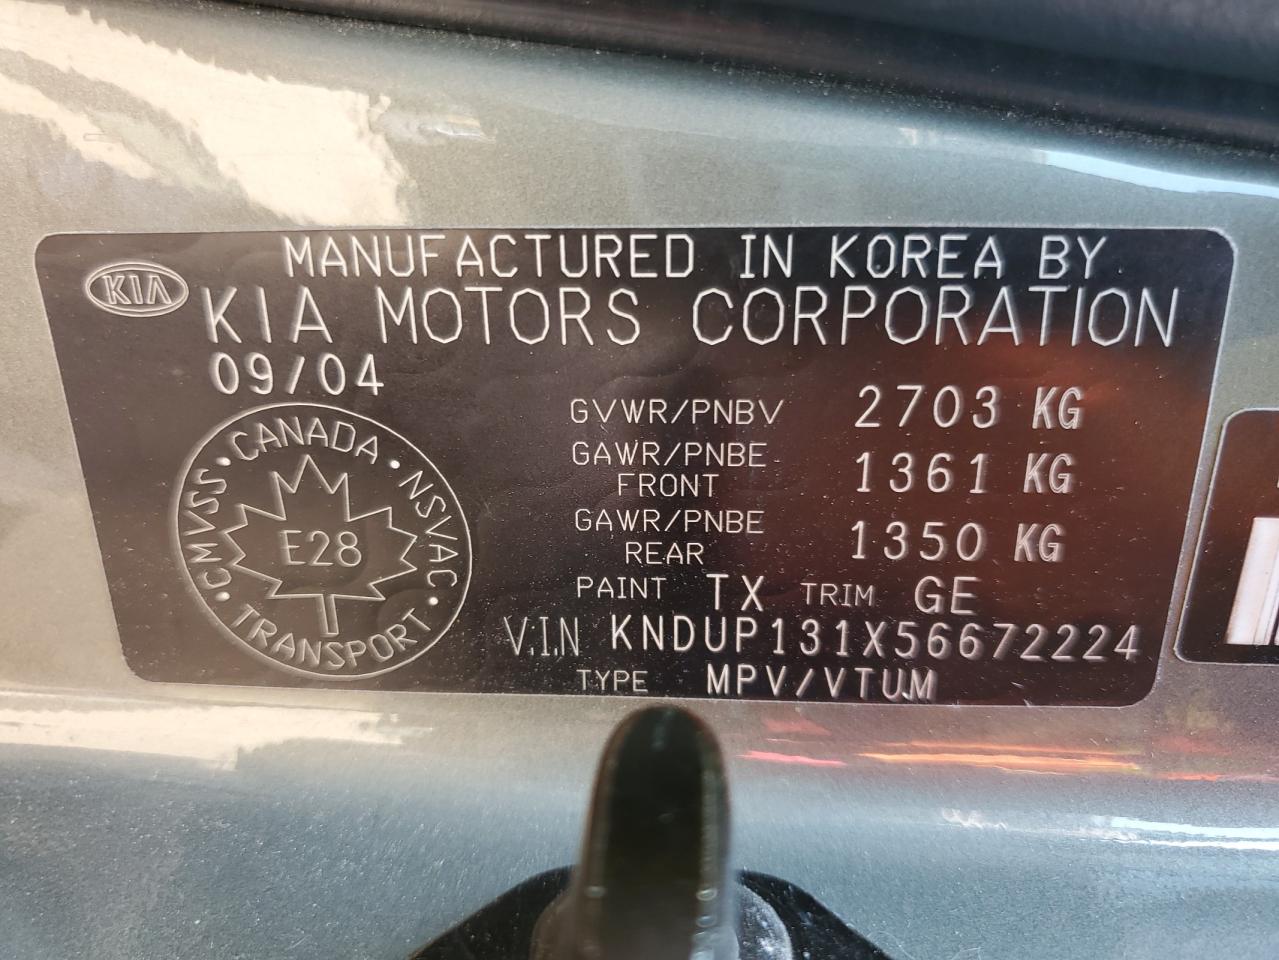 MANUFACTURED IN KOREA BY
KIA
KIA MOTORS CORPORATION
09/04
GVWR/PNBV 2703 KG
GAWR/PNBE FRONT 1361 KG
GAWR/PNBE REAR 1350 KG
PAINT TX TRIM GE
V.I.N KNDUP131X56672224
TYPE MPV/VTUM
CMVSS • CANADA • NSVAC • TRANSPORT •
E28